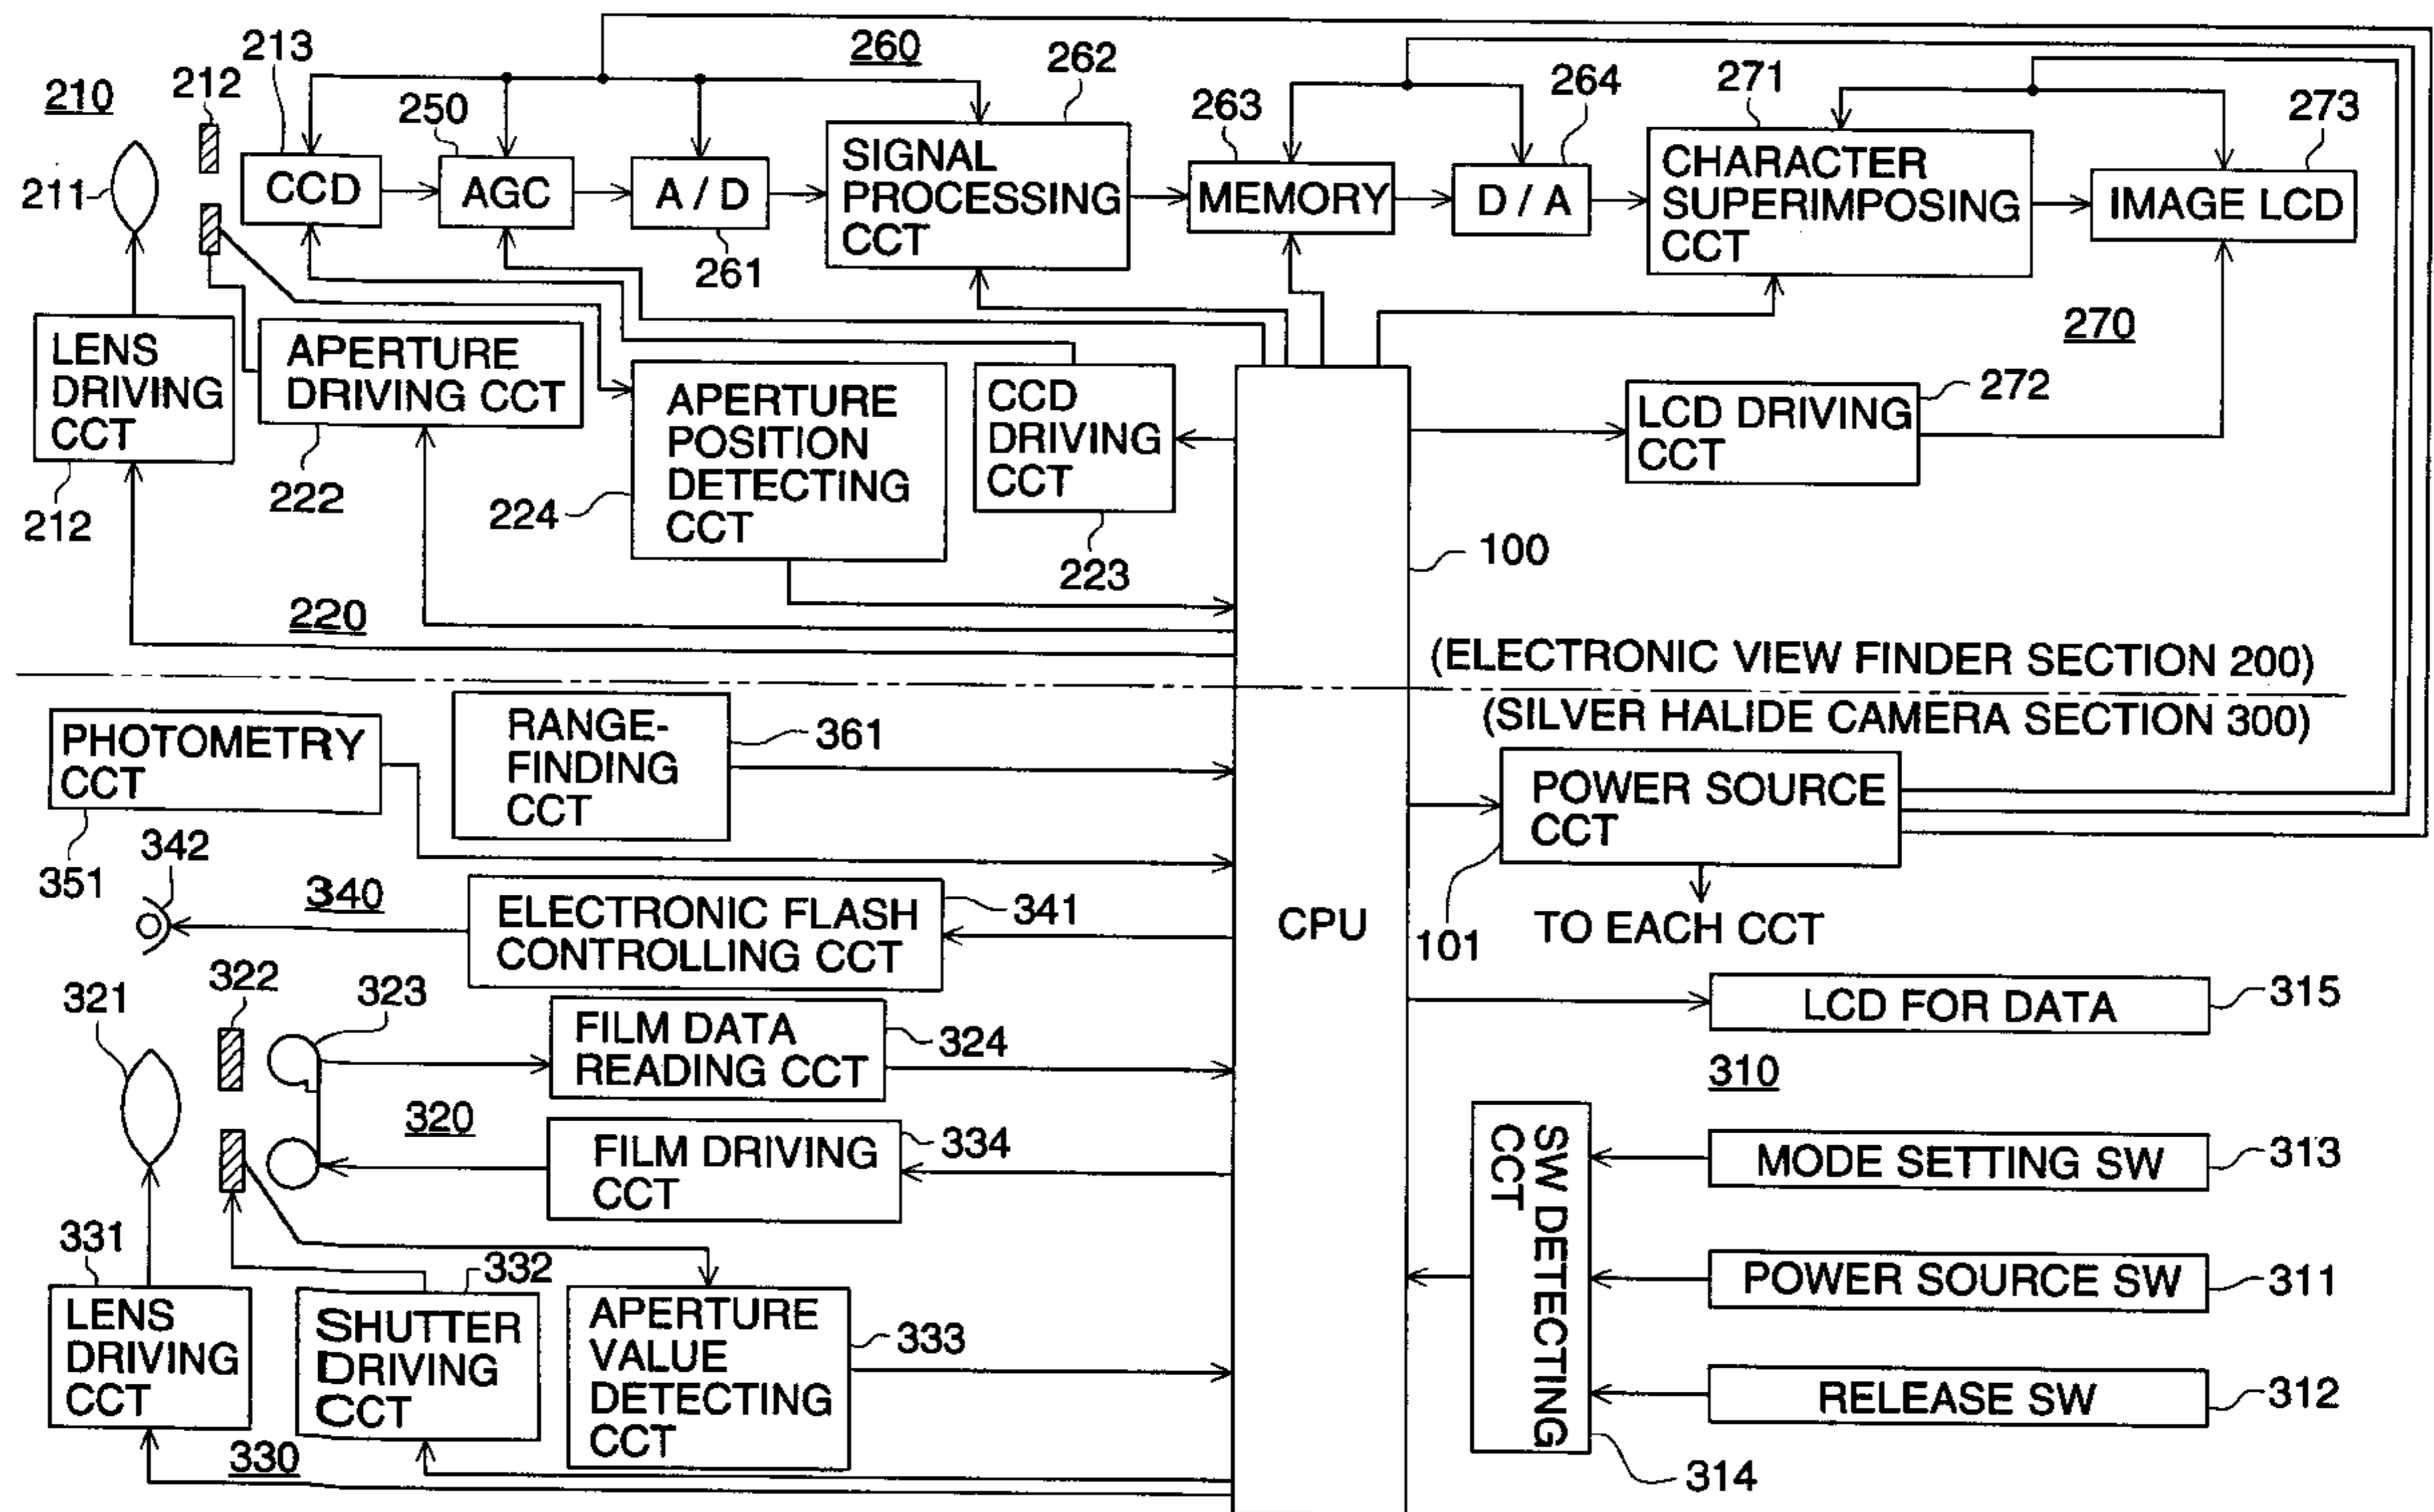 213
260
262
271
264
273
210
212
250
263
211
CCD
AGC
A / D
SIGNAL
PROCESSING
CCT
MEMORY
D / A
CHARACTER
SUPERIMPOSING
CCT
IMAGE LCD
261
270
LENS
DRIVING
CCT
APERTURE
DRIVING CCT
APERTURE
POSITION
DETECTING
CCT
CCD
DRIVING
CCT
LCD DRIVING
CCT
272
212
222
224
223
100
220
(ELECTRONIC VIEW FINDER SECTION 200)
(SILVER HALIDE CAMERA SECTION 300)
PHOTOMETRY
CCT
RANGE-
FINDING
CCT
361
POWER SOURCE
CCT
351
342
340
ELECTRONIC FLASH
CONTROLLING CCT
341
CPU
101
TO EACH CCT
321
322
323
FILM DATA
READING CCT
324
LCD FOR DATA
315
310
320
FILM DRIVING
CCT
334
SW DETECTING
CCT
MODE SETTING SW
313
331
332
LENS
DRIVING
CCT
SHUTTER
DRIVING
CCT
APERTURE
VALUE
DETECTING
CCT
333
POWER SOURCE SW
311
RELEASE SW
312
330
314